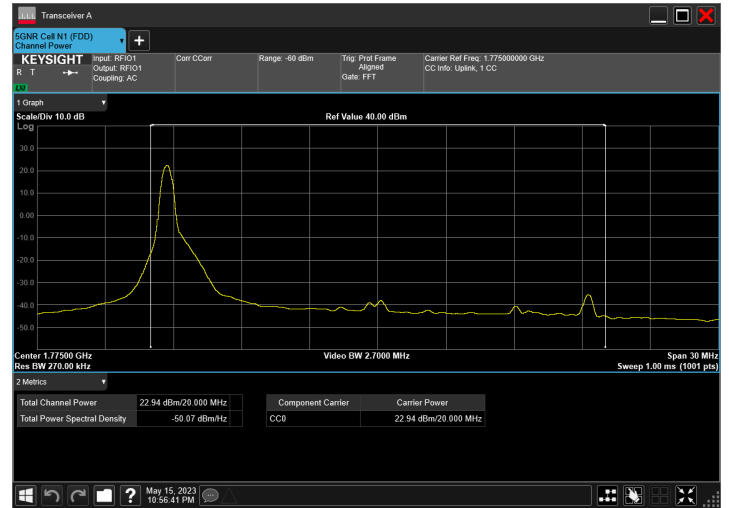 Transceiver A
5GNR Cell N1 (FDD)
Channel Power
KEYSIGHT
R T
LXI
Input: RFIO1
Output: RFIO1
Coupling: AC
Corr CCorr
Range: -60 dBm
Trig: Prot Frame
Aligned
Gate: FFT
Carrier Ref Freq: 1.775000000 GHz
CC Info: Uplink, 1 CC
1 Graph
Scale/Div 10.0 dB
Ref Value 40.00 dBm
Log
30.0
20.0
10.0
0.00
-10.0
-20.0
-30.0
-40.0
-50.0
Center 1.77500 GHz
Video BW 2.7000 MHz
Span 30 MHz
Res BW 270.00 kHz
Sweep 1.00 ms (1001 pts)
2 Metrics
Total Channel Power 22.94 dBm/20.000 MHz
Total Power Spectral Density -50.07 dBm/Hz
Component Carrier Carrier Power
CC0 22.94 dBm/20.000 MHz
?
May 15, 2023
10:56:41 PM